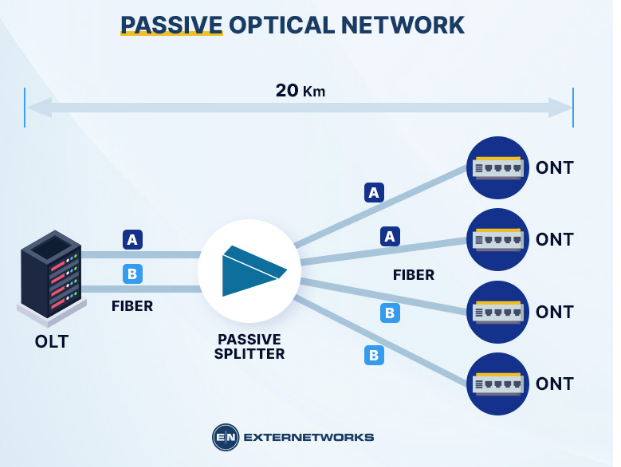 PASSIVE OPTICAL NETWORK
20 Km
A
ONT
A
ONT
A
B
FIBER
FIBER
B
ONT
OLT
PASSIVE
SPLITTER
B
ONT
EN EXTERNETWORKS